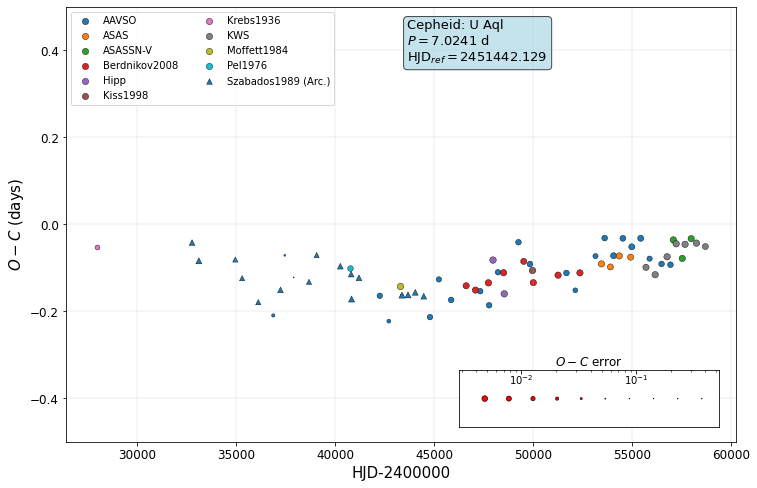 AAVSO
ASAS
ASASSN-V
Berdnikov2008
Hipp
Kiss1998
Krebs1936
KWS
Moffett1984
Pel1976
Szabados1989 (Arc.)
Cepheid: U Aql
P = 7.0241 d
HJD_ref = 2451442.129
0.4
0.2
0.0
−0.2
−0.4
O − C (days)
O − C error
10^−2
10^−1
30000
35000
40000
45000
50000
55000
60000
HJD-2400000